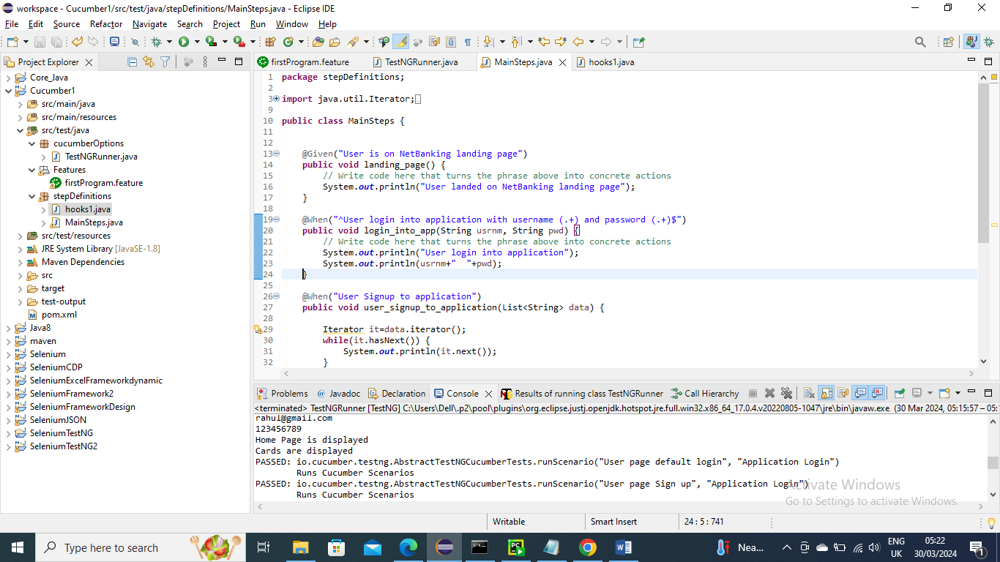 workspace - Cucumber1/src/test/java/stepDefinitions/MainSteps.java - Eclipse IDE
File Edit Source Refactor Navigate Search Project Run Window Help
Project Explorer
Core_Java
Cucumber1
src/main/java
src/main/resources
src/test/java
cucumberOptions
TestNGRunner.java
Features
firstProgram.feature
stepDefinitions
hooks1.java
MainSteps.java
src/test/resources
JRE System Library [JavaSE-1.8]
Maven Dependencies
src
target
test-output
pom.xml
Java8
maven
Selenium
SeleniumCDP
SeleniumExcelFrameworkdynamic
SeleniumFramework2
SeleniumFrameworkDesign
SeleniumJSON
SeleniumTestNG
SeleniumTestNG2
firstProgram.feature TestNGRunner.java MainSteps.java hooks1.java
1 package stepDefinitions;
2
3 import java.util.Iterator;
9
10 public class MainSteps {
11
12
13 @Given("User is on NetBanking landing page")
14 public void landing_page() {
15 // Write code here that turns the phrase above into concrete actions
16 System.out.println("User landed on NetBanking landing page");
17 }
18
19 @When("^User login into application with username (.+) and password (.+)$")
20 public void login_into_app(String usrnm, String pwd) {
21 // Write code here that turns the phrase above into concrete actions
22 System.out.println("User login into application");
23 System.out.println(usrnm+"  "+pwd);
24 }
25
26 @When("User Signup to application")
27 public void user_signup_to_application(List<String> data) {
28
29 Iterator it=data.iterator();
30 while(it.hasNext()) {
31 System.out.println(it.next());
32 }
Problems Javadoc Declaration Console Results of running class TestNGRunner Call Hierarchy
<terminated> TestNGRunner [TestNG] C:\Users\Dell\.p2\pool\plugins\org.eclipse.justj.openjdk.hotspot.jre.full.win32.x86_64_17.0.4.v20220805-1047\jre\bin\javaw.exe (30 Mar 2024, 05:15:57 – 05:
rahul@gmail.com
123456789
Home Page is displayed
Cards are displayed
PASSED: io.cucumber.testng.AbstractTestNGCucumberTests.runScenario("User page default login", "Application Login")
Runs Cucumber Scenarios
PASSED: io.cucumber.testng.AbstractTestNGCucumberTests.runScenario("User page Sign up", "Application Login")
Runs Cucumber Scenarios
Activate Windows
Go to Settings to activate Windows.
Writable Smart Insert 24 : 5 : 741
Type here to search
Nea...
ENG
UK
05:22
30/03/2024
1